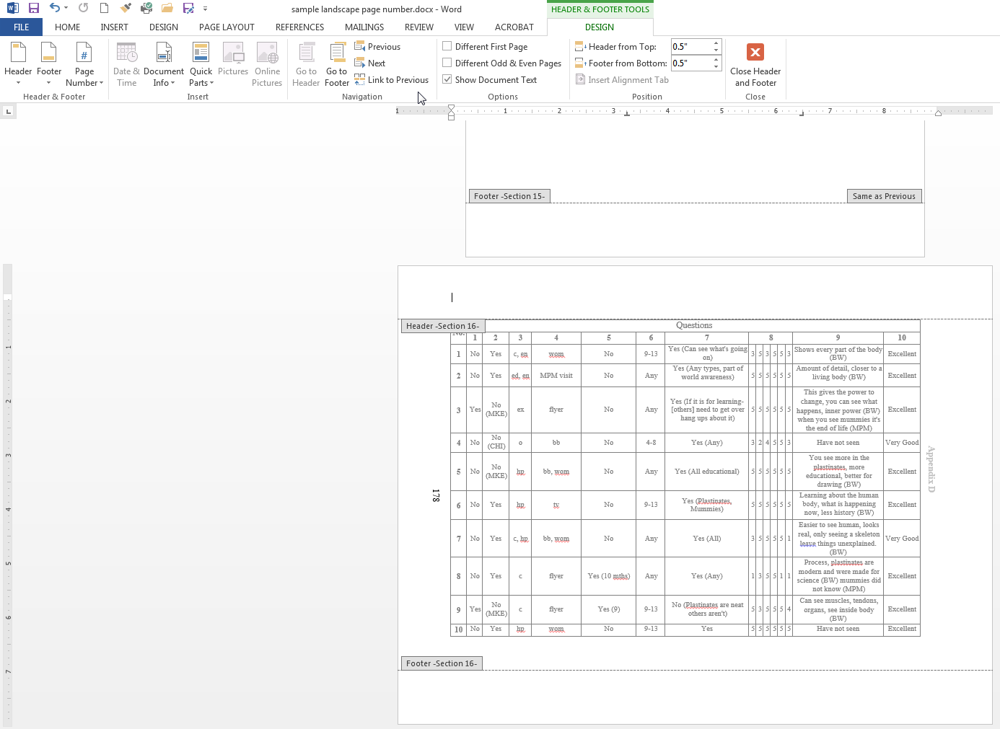 sample landscape page number.docx - Word
HEADER & FOOTER TOOLS
FILE HOME INSERT DESIGN PAGE LAYOUT REFERENCES MAILINGS REVIEW VIEW ACROBAT DESIGN
Header Footer Page Number
Header & Footer
Date & Time Document Info Quick Parts Pictures Online Pictures
Insert
Go to Header Go to Footer
Previous
Next
Link to Previous
Navigation
Different First Page
Different Odd & Even Pages
Show Document Text
Options
Header from Top: 0.5"
Footer from Bottom: 0.5"
Insert Alignment Tab
Position
Close Header and Footer
Close
1 1 2 3 4 5 6 7 8
Footer -Section 15- Same as Previous
Header -Section 16-
Questions
No. 1 2 3 4 5 6 7 8 9 10
1 No Yes c, en wom No 9-13 Yes (Can see what's going on) 3 5 3 5 5 3 Shows every part of the body (BW) Excellent
2 No Yes ed, en MPM visit No Any Yes (Any types, part of world awareness) 5 5 5 5 5 5 Amount of detail, closer to a living body (BW) Excellent
3 Yes No (MKE) ex flyer No Any Yes (If it is for learning- [others] need to get over hang ups about it) 5 5 5 5 5 5 This gives the power to change, you can see what happens, inner power (BW) when you see mummies it's the end of life (MPM) Excellent
4 No No (CHI) o bb No 4-8 Yes (Any) 3 2 4 5 5 3 Have not seen Very Good
5 No No (MKE) hp bb, wom No Any Yes (All educational) 5 5 5 5 5 5 You see more in the plastinates, more educational, better for drawing (BW) Excellent
6 No Yes hp tv No 9-13 Yes (Plastinates, Mummies) 5 5 5 5 5 5 Learning about the human body, what is happening now, less history (BW) Excellent
7 No Yes c, hp bb, wom No Any Yes (All) 3 5 5 5 5 1 Easier to see human, looks real, only seeing a skeleton leave things unexplained. (BW) Very Good
8 No Yes c flyer Yes (10 mths) Any Yes (Any) 1 3 5 5 1 1 Process, plastinates are modern and were made for science (BW) mummies did not know (MPM) Excellent
9 Yes No (MKE) c flyer Yes (9) 9-13 No (Plastinates are neat others aren't) 5 3 5 5 5 4 Can see muscles, tendons, organs, see inside body (BW) Excellent
10 No Yes hp wom No 9-13 Yes 5 5 5 5 5 5 Have not seen Excellent
178
Appendix D
Footer -Section 16-
1
2
3
4
5
6
7